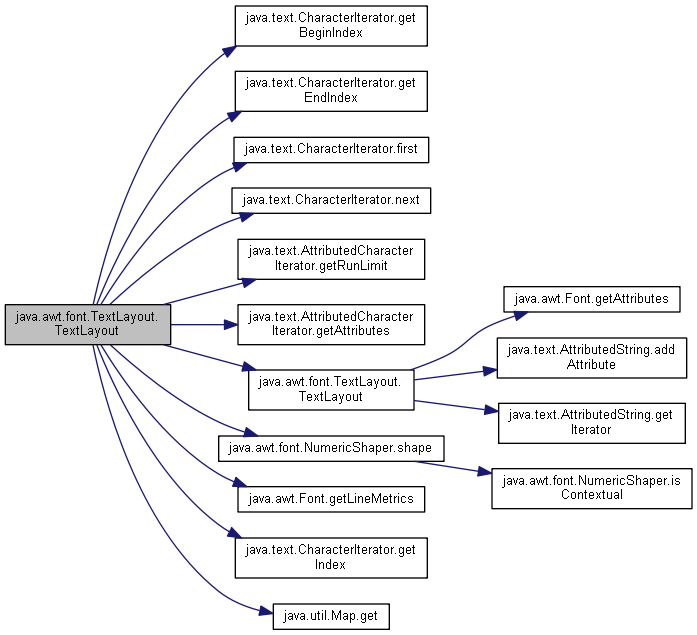 java.text.CharacterIterator.get
BeginIndex
java.text.CharacterIterator.get
EndIndex
java.text.CharacterIterator.first
java.text.CharacterIterator.next
java.text.AttributedCharacter
Iterator.getRunLimit
java.awt.font.TextLayout.
TextLayout
java.text.AttributedCharacter
Iterator.getAttributes
java.awt.font.TextLayout.
TextLayout
java.awt.Font.getAttributes
java.text.AttributedString.add
Attribute
java.text.AttributedString.get
Iterator
java.awt.font.NumericShaper.shape
java.awt.font.NumericShaper.is
Contextual
java.awt.Font.getLineMetrics
java.text.CharacterIterator.get
Index
java.util.Map.get